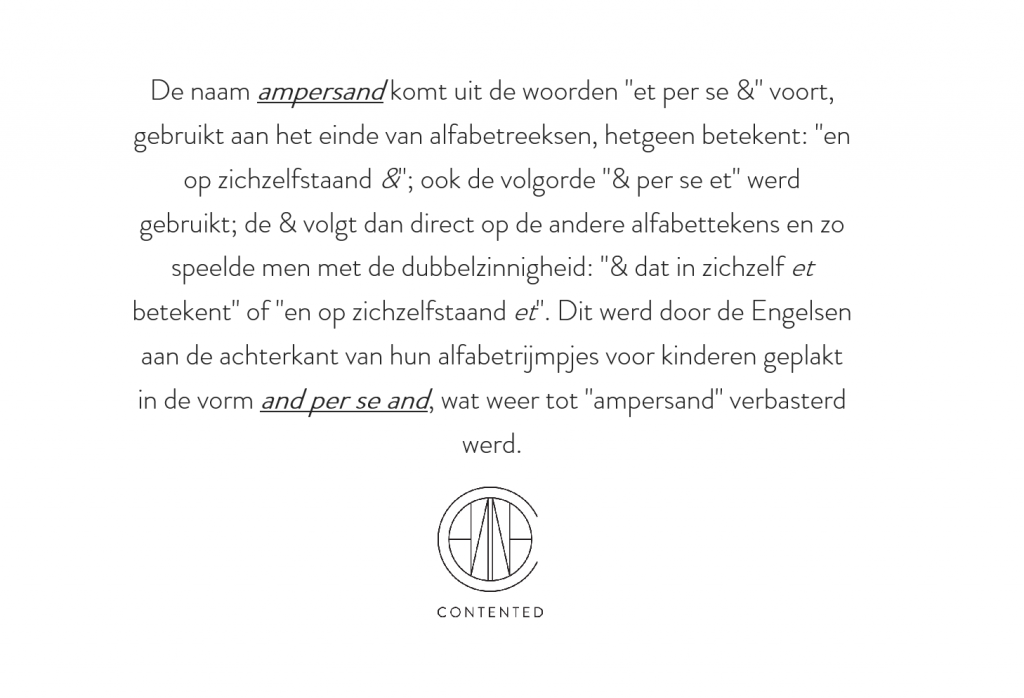 De naam ampersand komt uit de woorden "et per se &" voort,
gebruikt aan het einde van alfabetreeksen, hetgeen betekent: "en
op zichzelfstaand &"; ook de volgorde "& per se et" werd
gebruikt; de & volgt dan direct op de andere alfabettekens en zo
speelde men met de dubbelzinnigheid: "& dat in zichzelf et
betekent" of "en op zichzelfstaand et". Dit werd door de Engelsen
aan de achterkant van hun alfabetrijmpjes voor kinderen geplakt
in de vorm and per se and, wat weer tot "ampersand" verbasterd
werd.
CONTENTED